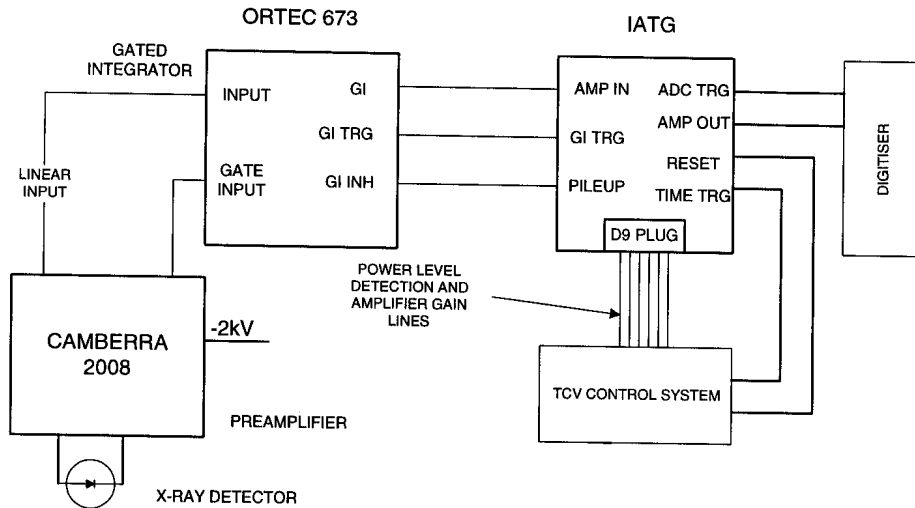 ORTEC 673
IATG
GATED
INTEGRATOR
INPUT
GI
GI TRG
GATE
INPUT
GI INH
AMP IN
ADC TRG
AMP OUT
GI TRG
RESET
PILEUP
TIME TRG
D9 PLUG
DIGITISER
LINEAR
INPUT
POWER LEVEL
DETECTION AND
AMPLIFIER GAIN
LINES
CAMBERRA
2008
-2kV
TCV CONTROL SYSTEM
PREAMPLIFIER
X-RAY DETECTOR